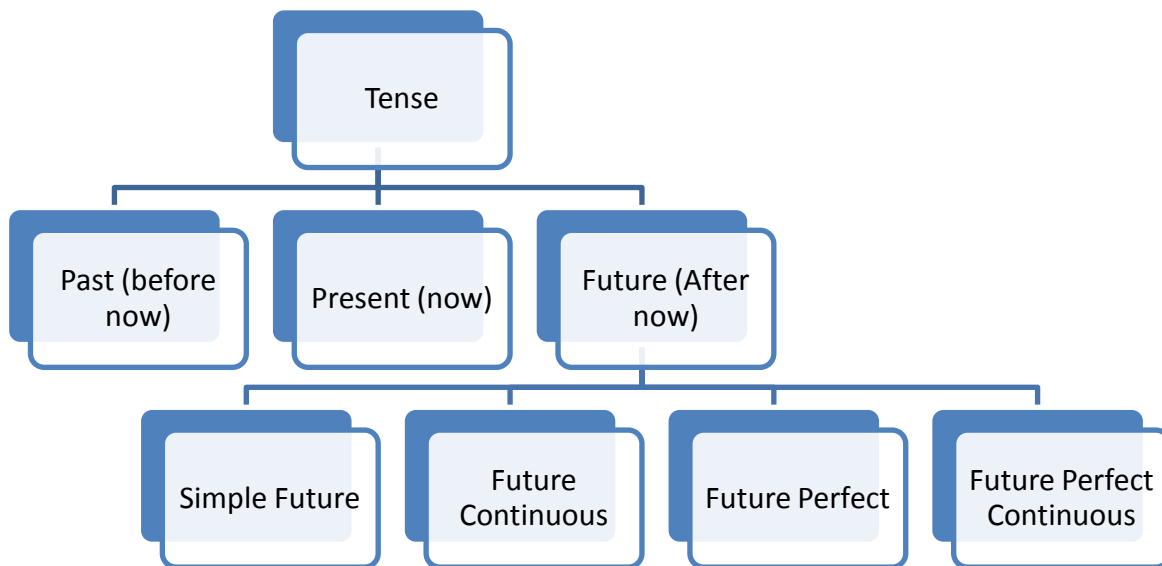 Tense
Past (before
now)
Present (now)
Future (After
now)
Simple Future
Future
Continuous
Future Perfect
Future Perfect
Continuous